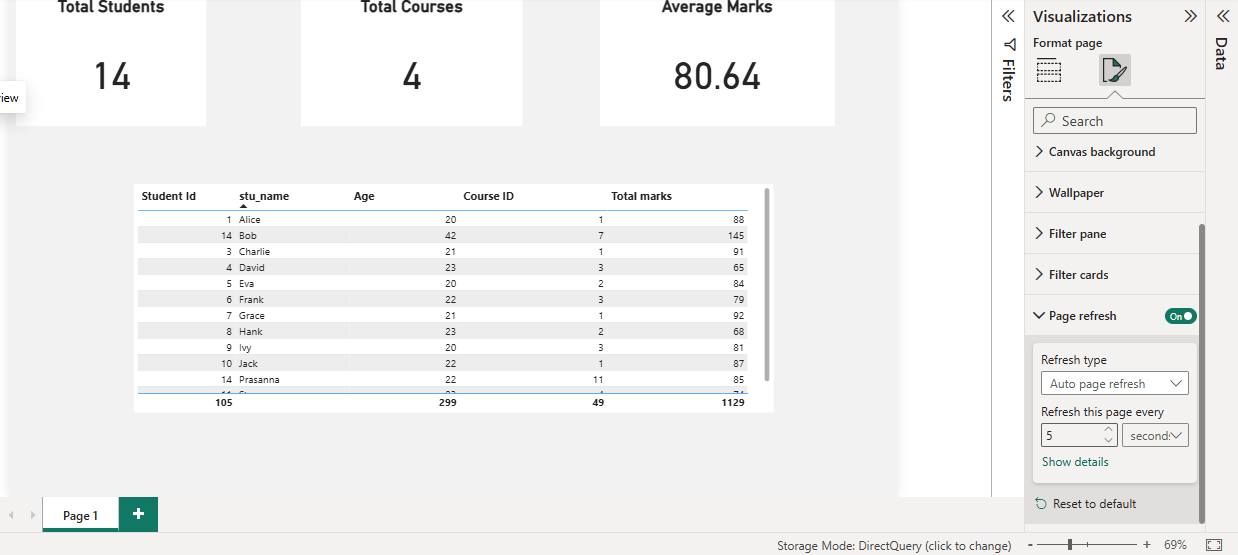 Total Students
Total Courses
Average Marks
14
4
80.64
view
Student Id stu_name Age Course ID Total marks
1 Alice 20 1 88
14 Bob 42 7 145
3 Charlie 21 1 91
4 David 23 3 65
5 Eva 20 2 84
6 Frank 22 3 79
7 Grace 21 1 92
8 Hank 23 2 68
9 Ivy 20 3 81
10 Jack 22 1 87
14 Prasanna 22 11 85
105 299 49 1129
Page 1
+
Storage Mode: DirectQuery (click to change)
- + 69%
Filters
Visualizations
Format page
Search
Canvas background
Wallpaper
Filter pane
Filter cards
Page refresh On
Refresh type
Auto page refresh
Refresh this page every
5 second
Show details
Reset to default
Data